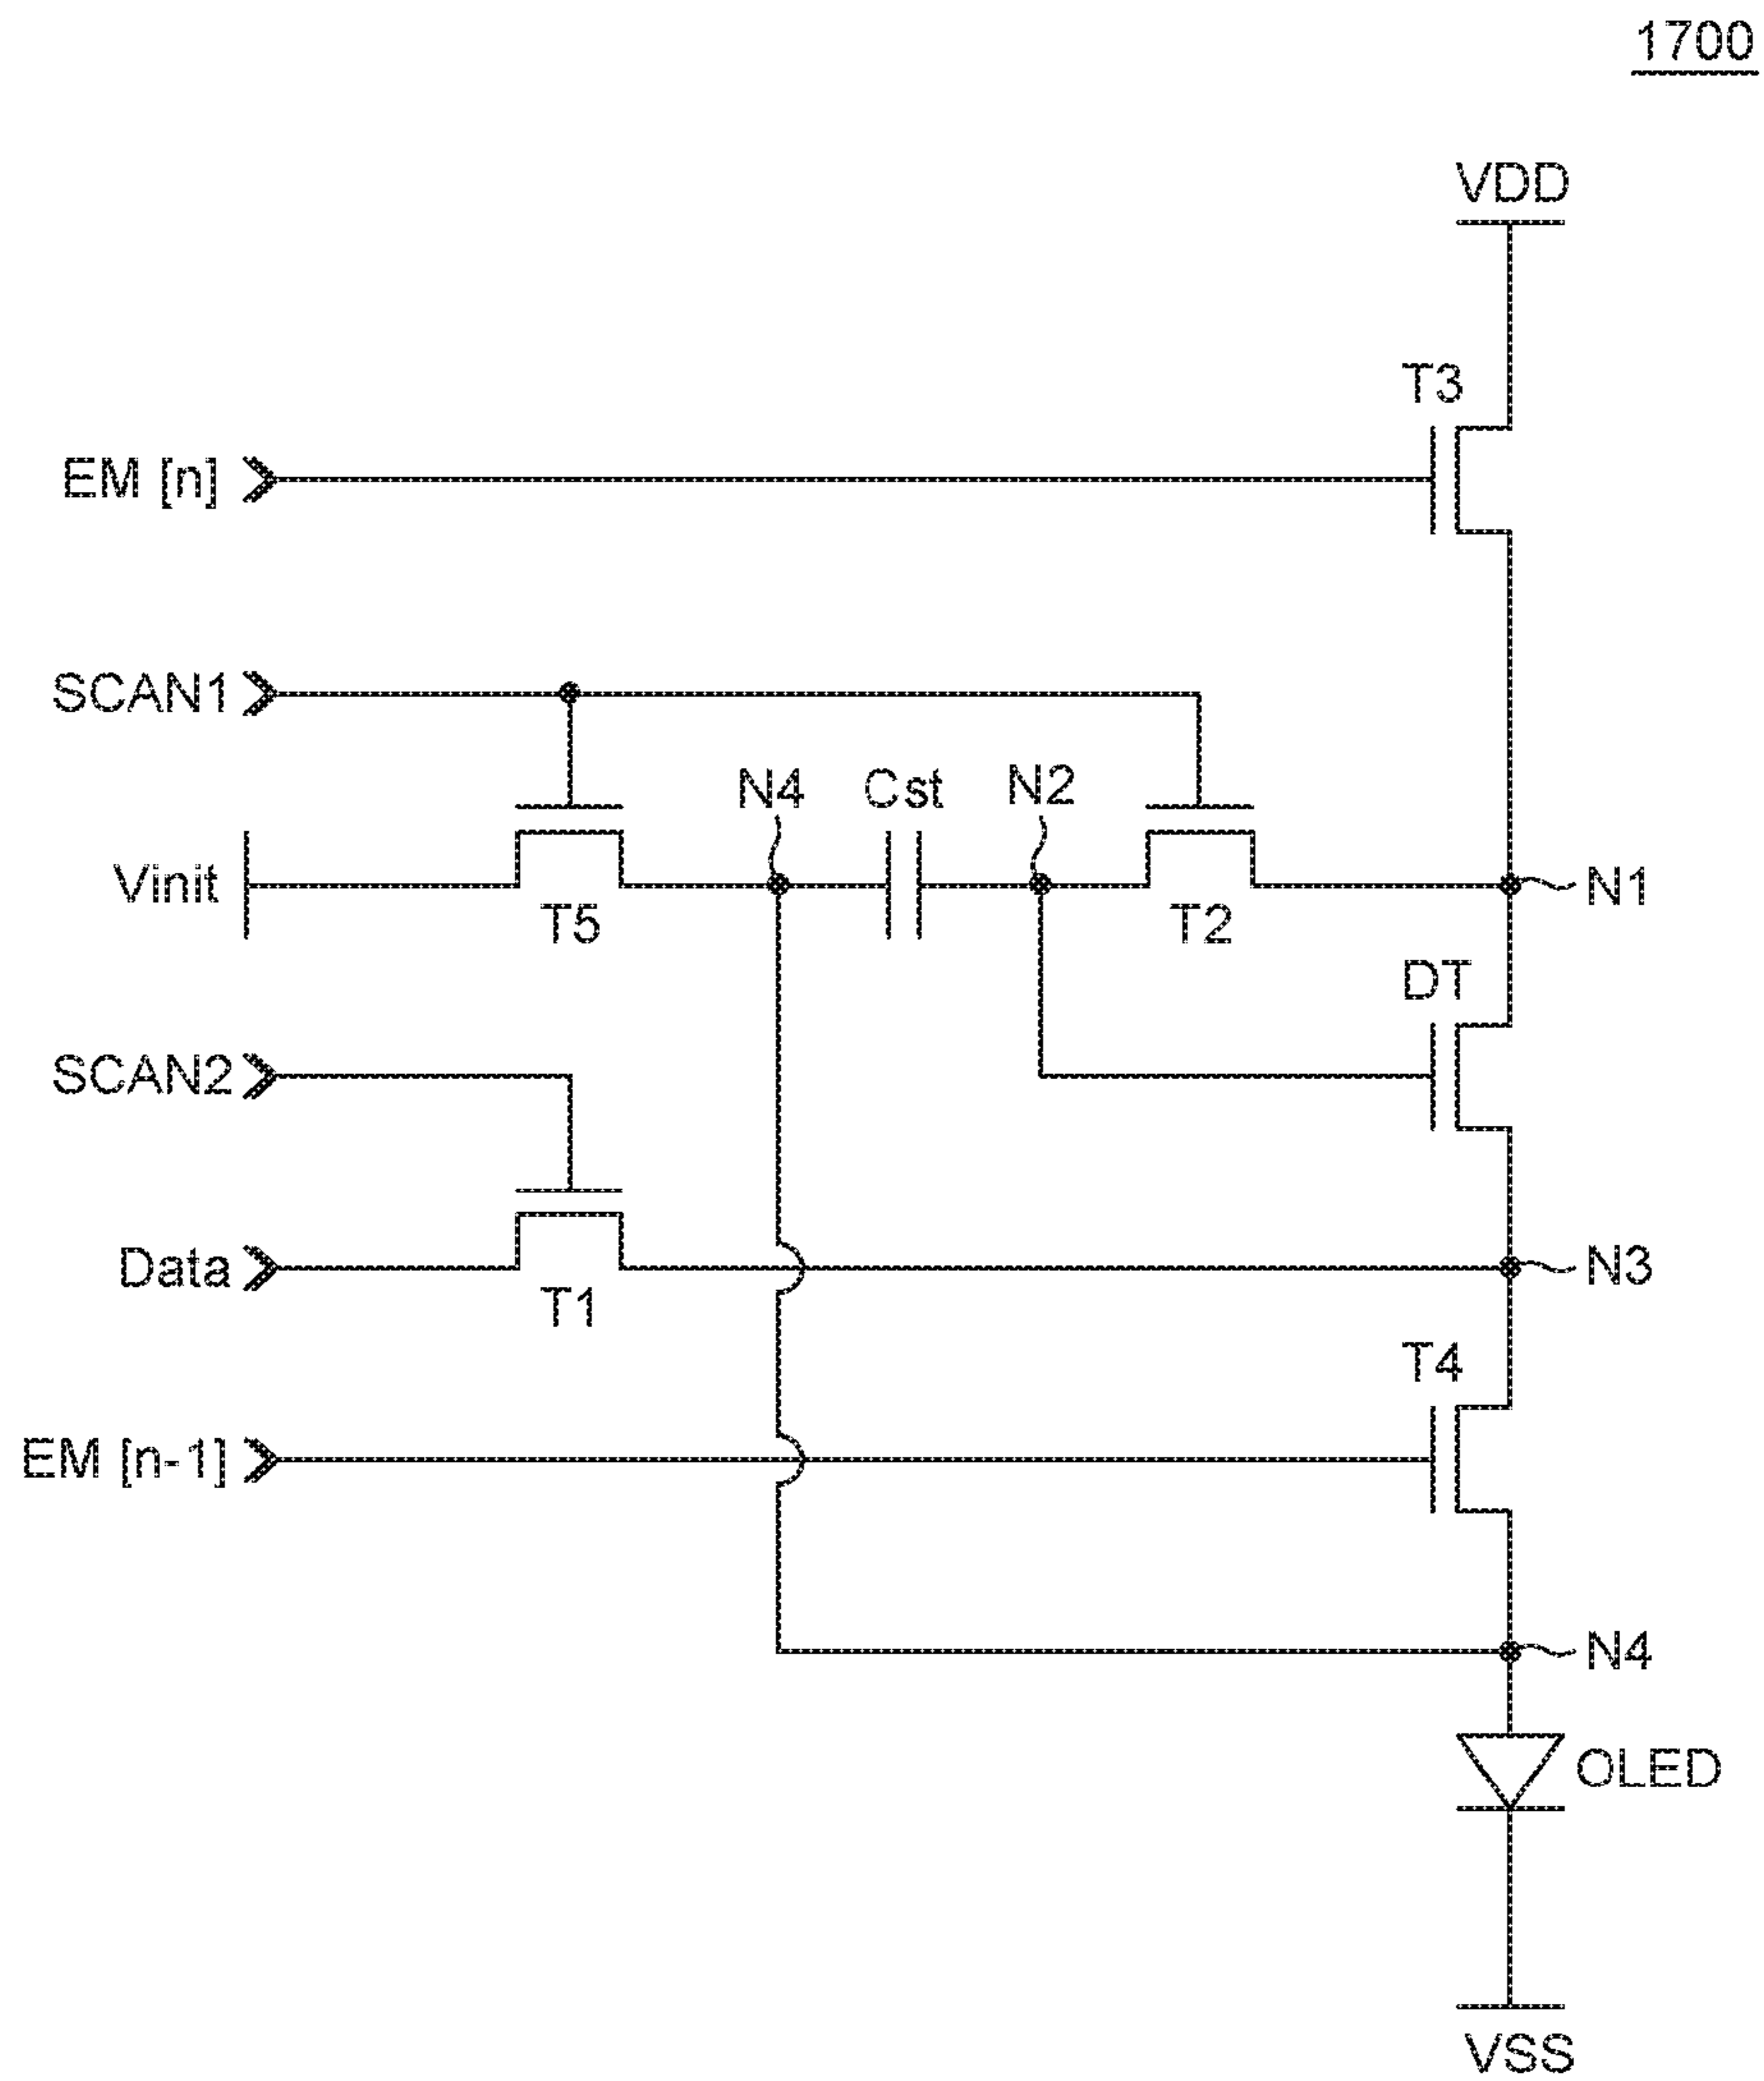 1700
VDD
T3
EM [n]
SCAN1
N4
Cst
N2
Vinit
T5
T2
N1
DT
SCAN2
Data
T1
N3
T4
EM [n-1]
N4
OLED
VSS